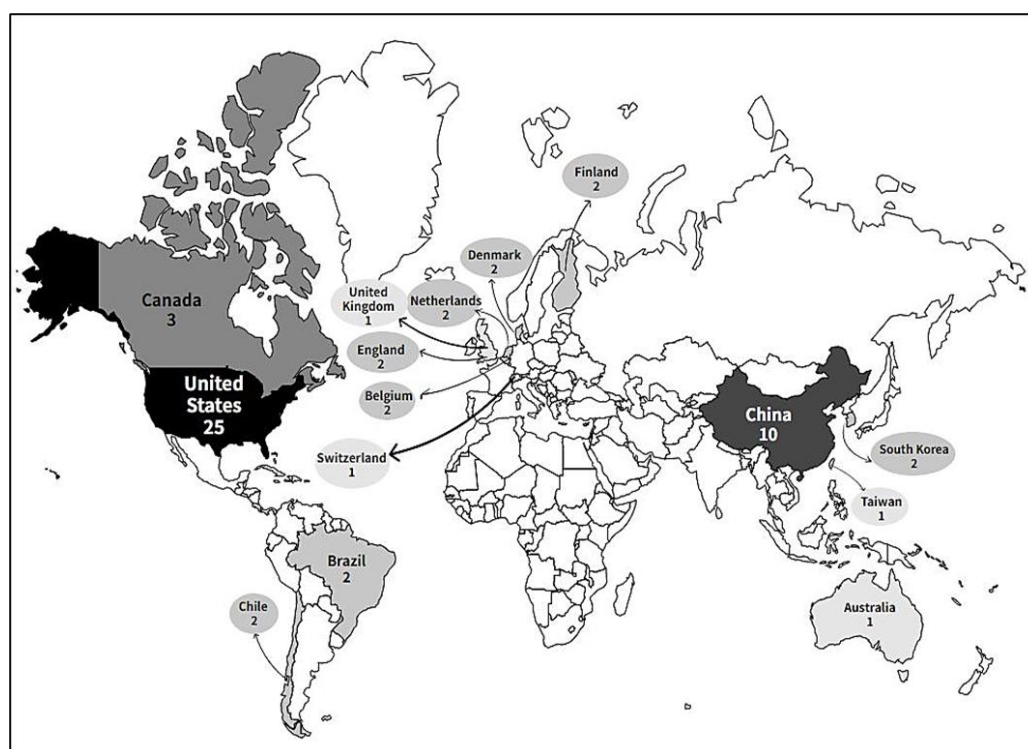 Finland
2
Denmark
2
Canada
3
United
Kingdom
1
Netherlands
2
England
2
United
States
25
Belgium
2
China
10
Switzerland
1
South Korea
2
Taiwan
1
Brazil
2
Chile
2
Australia
1